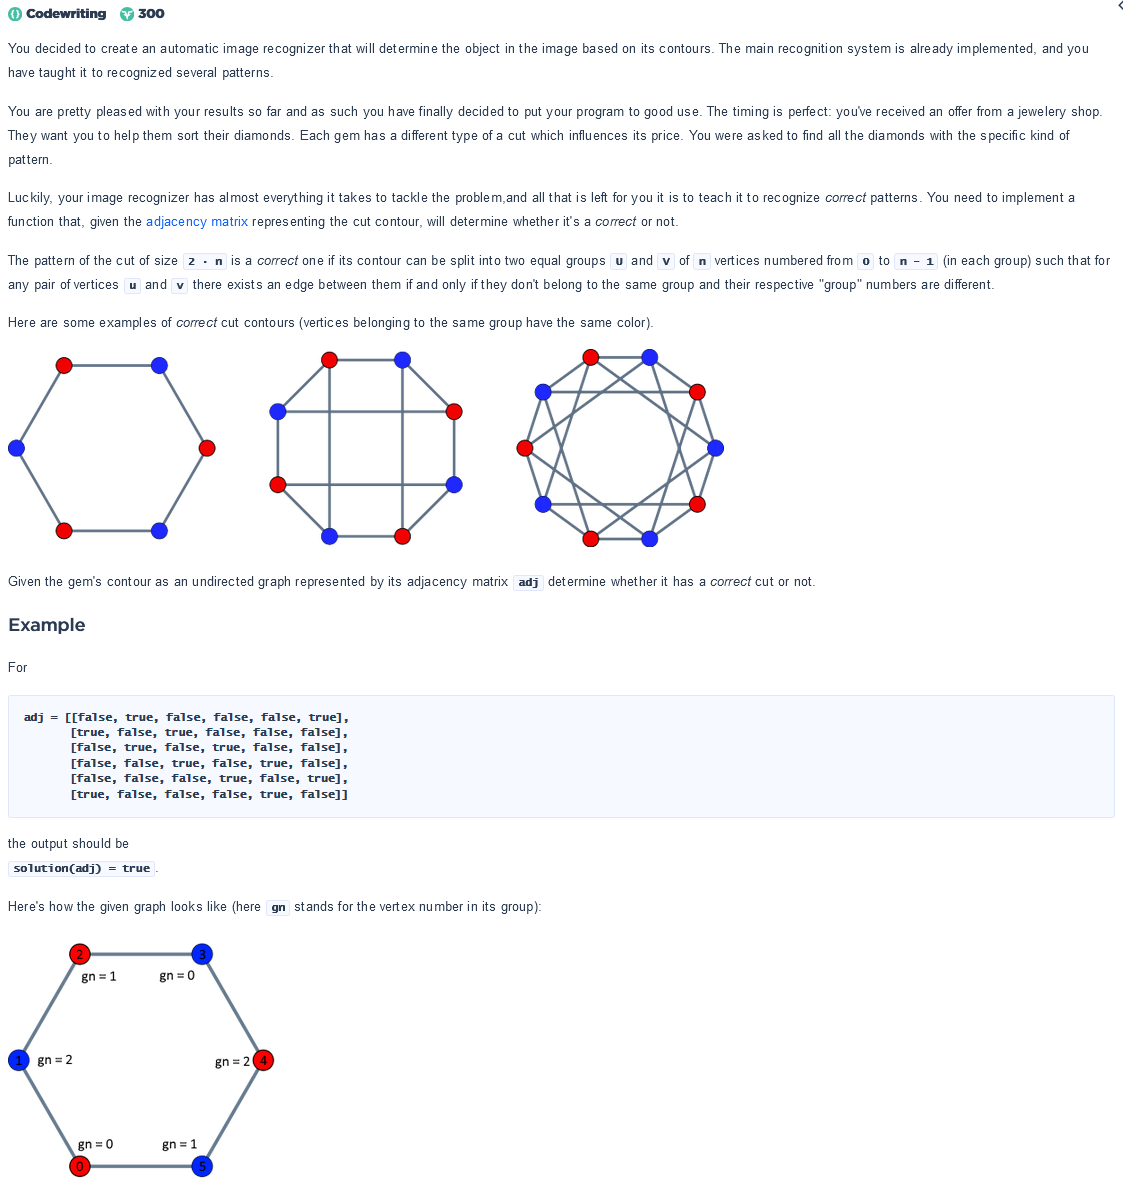 Codewriting 300
You decided to create an automatic image recognizer that will determine the object in the image based on its contours. The main recognition system is already implemented, and you
have taught it to recognized several patterns.
You are pretty pleased with your results so far and as such you have finally decided to put your program to good use. The timing is perfect: you've received an offer from a jewelery shop.
They want you to help them sort their diamonds. Each gem has a different type of a cut which influences its price. You were asked to find all the diamonds with the specific kind of
pattern.
Luckily, your image recognizer has almost everything it takes to tackle the problem,and all that is left for you it is to teach it to recognize correct patterns. You need to implement a
function that, given the adjacency matrix representing the cut contour, will determine whether it's a correct or not.
The pattern of the cut of size 2 · n is a correct one if its contour can be split into two equal groups U and V of n vertices numbered from 0 to n - 1 (in each group) such that for
any pair of vertices u and v there exists an edge between them if and only if they don't belong to the same group and their respective "group" numbers are different.
Here are some examples of correct cut contours (vertices belonging to the same group have the same color).
Given the gem's contour as an undirected graph represented by its adjacency matrix adj determine whether it has a correct cut or not.
Example
For
adj = [[false, true, false, false, false, true],
[true, false, true, false, false, false],
[false, true, false, true, false, false],
[false, false, true, false, true, false],
[false, false, false, true, false, true],
[true, false, false, false, true, false]]
the output should be
solution(adj) = true.
Here's how the given graph looks like (here gn stands for the vertex number in its group):
2 3
gn = 1 gn = 0
1 gn = 2 gn = 2 4
gn = 0 gn = 1
0 5